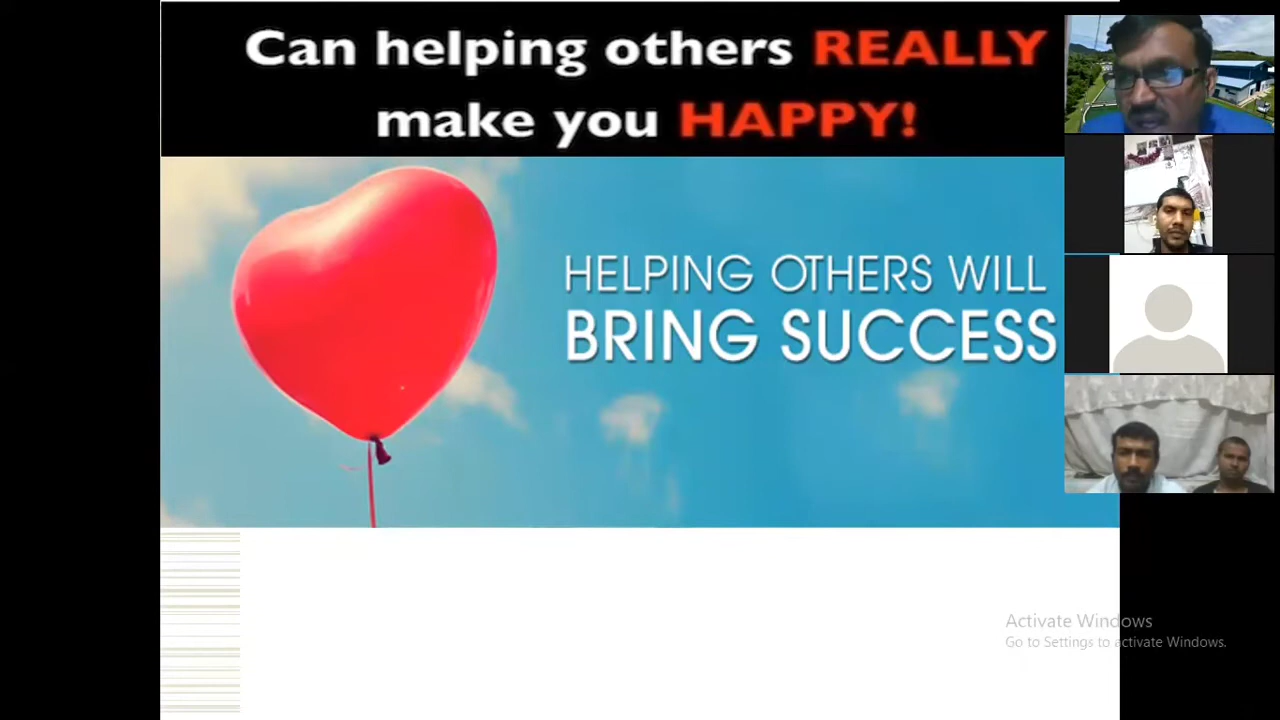 Can helping others REALLY
make you HAPPY!
HELPING OTHERS WILL
BRING SUCCESS
Activate Windows
Go to Settings to activate Windows.